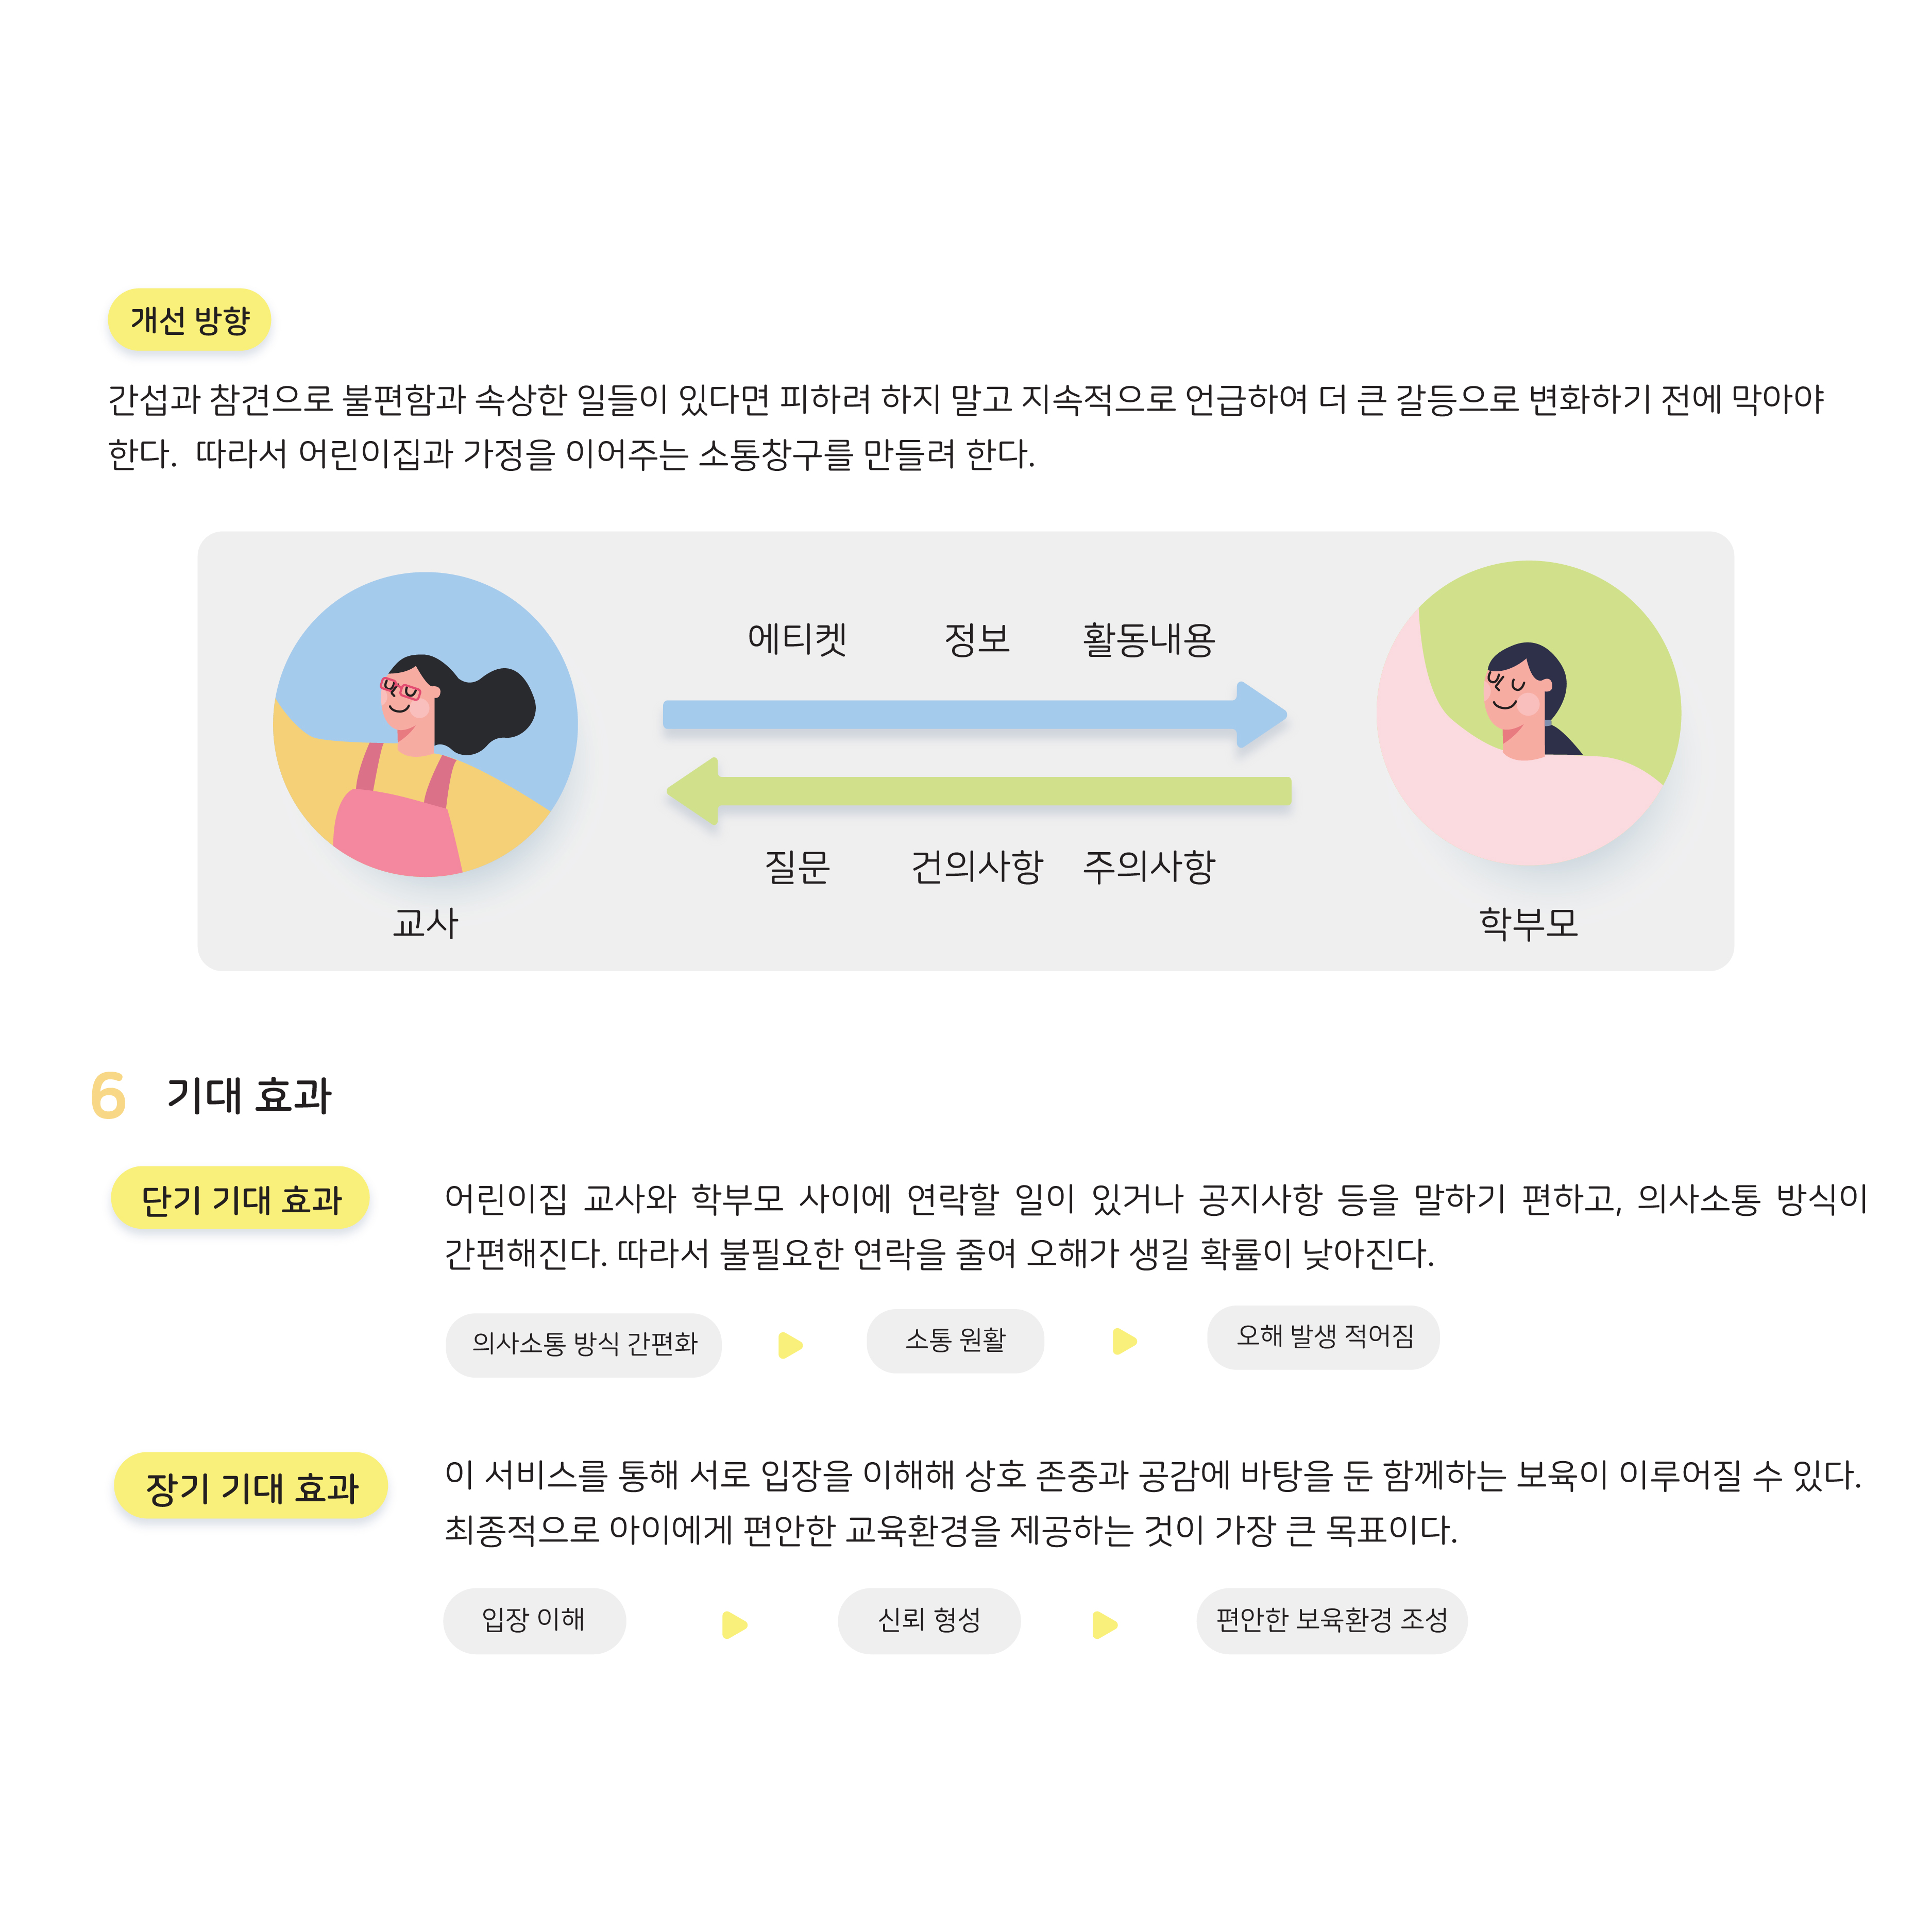 개선 방향
간섭과 참견으로 불편함과 속상한 일들이 있다면 피하려 하지 말고 지속적으로 언급하여 더 큰 갈등으로 변화하기 전에 막아야
한다. 따라서 어린이집과 가정을 이어주는 소통창구를 만들려 한다.
에티켓 정보 활동내용
질문 건의사항 주의사항
교사 학부모
6 기대 효과
단기 기대 효과
어린이집 교사와 학부모 사이에 연락할 일이 있거나 공지사항 등을 말하기 편하고, 의사소통 방식이
간편해진다. 따라서 불필요한 연락을 줄여 오해가 생길 확률이 낮아진다.
의사소통 방식 간편화 소통 원활 오해 발생 적어짐
장기 기대 효과
이 서비스를 통해 서로 입장을 이해해 상호 존중과 공감에 바탕을 둔 함께하는 보육이 이루어질 수 있다.
최종적으로 아이에게 편안한 교육환경을 제공하는 것이 가장 큰 목표이다.
입장 이해 신뢰 형성 편안한 보육환경 조성